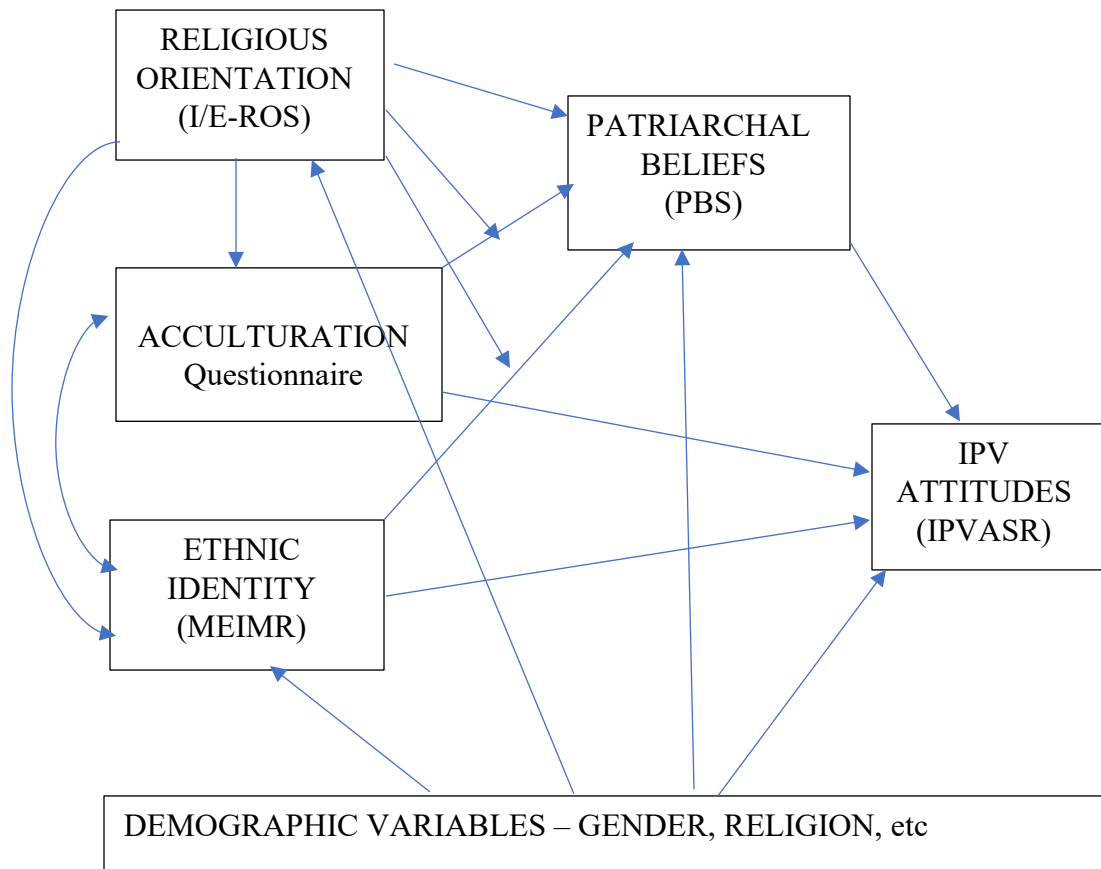 RELIGIOUS
ORIENTATION
(I/E-ROS)
PATRIARCHAL
BELIEFS
(PBS)
ACCULTURATION
Questionnaire
IPV
ATTITUDES
(IPVASR)
ETHNIC
IDENTITY
(MEIMR)
DEMOGRAPHIC VARIABLES – GENDER, RELIGION, etc